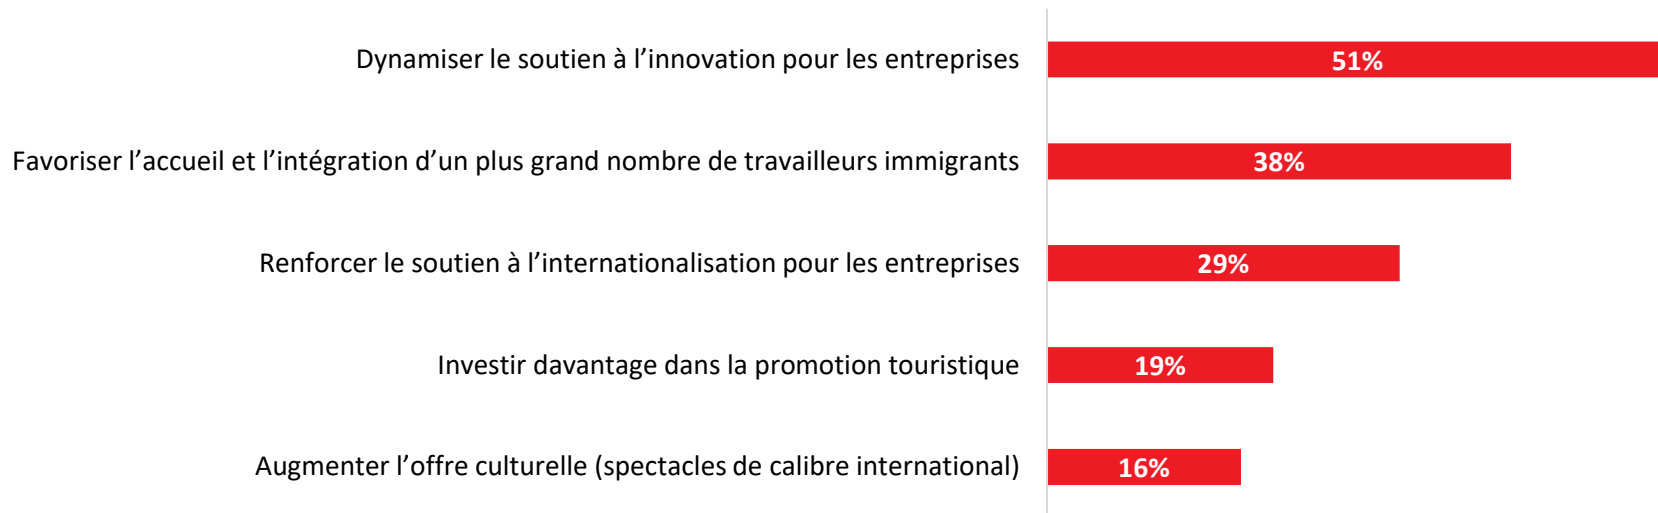 Dynamiser le soutien à l’innovation pour les entreprises 51%
Favoriser l’accueil et l’intégration d’un plus grand nombre de travailleurs immigrants 38%
Renforcer le soutien à l’internationalisation pour les entreprises 29%
Investir davantage dans la promotion touristique 19%
Augmenter l’offre culturelle (spectacles de calibre international) 16%